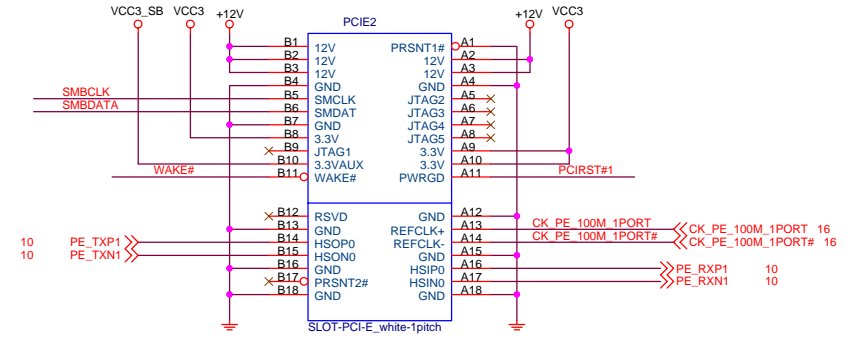 VCC3_SB VCC3 +12V PCIE2 +12V VCC3
B1 12V PRSNT1# A1
B2 12V 12V A2
B3 12V 12V A3
B4 GND GND A4
SMBCLK B5 SMCLK JTAG2 A5
SMBDATA B6 SMDAT JTAG3 A6
B7 GND JTAG4 A7
B8 3.3V JTAG5 A8
B9 JTAG1 3.3V A9
B10 3.3VAUX 3.3V A10
WAKE# B11 WAKE# PWRGD A11 PCIRST#1
B12 RSVD GND A12
B13 GND REFCLK+ A13 CK_PE_100M_1PORT CK_PE_100M_1PORT 16
10 PE_TXP1 B14 HSOP0 REFCLK- A14 CK_PE_100M_1PORT# CK_PE_100M_1PORT# 16
10 PE_TXN1 B15 HSON0 GND A15
B16 GND HSIP0 A16 PE_RXP1 10
B17 PRSNT2# HSIN0 A17 PE_RXN1 10
B18 GND GND A18
SLOT-PCI-E_white-1pitch